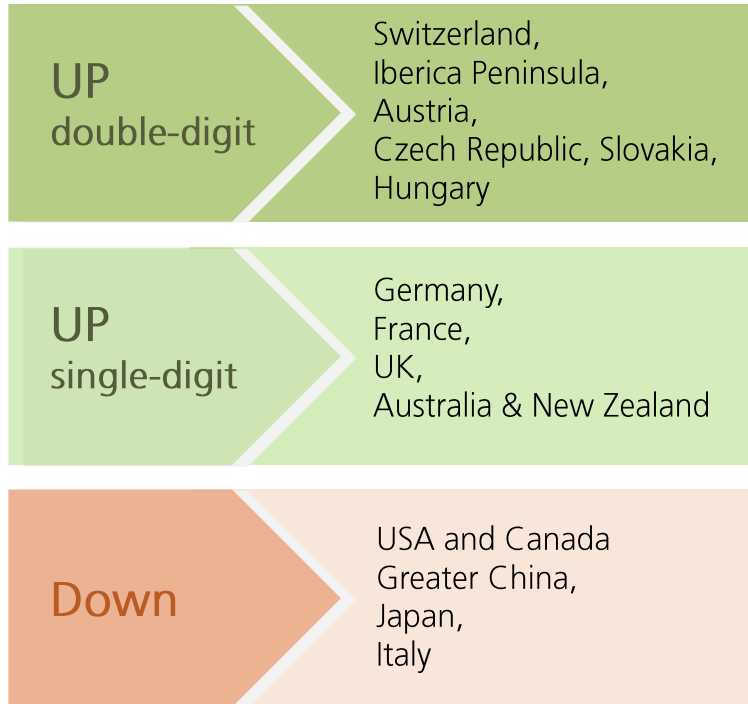 UP
double-digit
Switzerland,
Iberica Peninsula,
Austria,
Czech Republic, Slovakia,
Hungary
UP
single-digit
Germany,
France,
UK,
Australia & New Zealand
Down
USA and Canada
Greater China,
Japan,
Italy